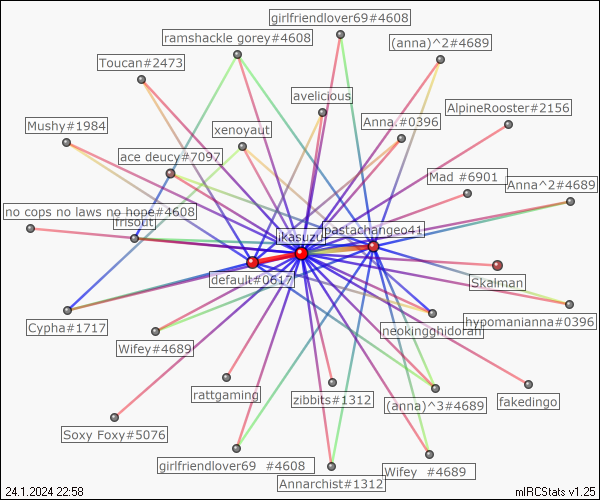 girlfriendlover69#4608
ramshackle gorey#4608
(anna)^2#4689
Toucan#2473
avelicious
AlpineRooster#2156
Mushy#1984
xenoyaut
Anna.#0396
ace deucy#7097
Mad #6901
Anna^2#4689
no cops no laws no hope#4608
frisout
ikasuzu
pastachange041
default#0617
Skalman
Cypha#1717
neokingghidorah
hypomanianna#0396
Wifey#4689
rattgaming
zibbits#1312
(anna)^3#4689
fakedingo
Soxy Foxy#5076
girlfriendlover69 #4608
Annarchist#1312
Wifey #4689
24.1.2024 22:58
mIRCStats v1.25